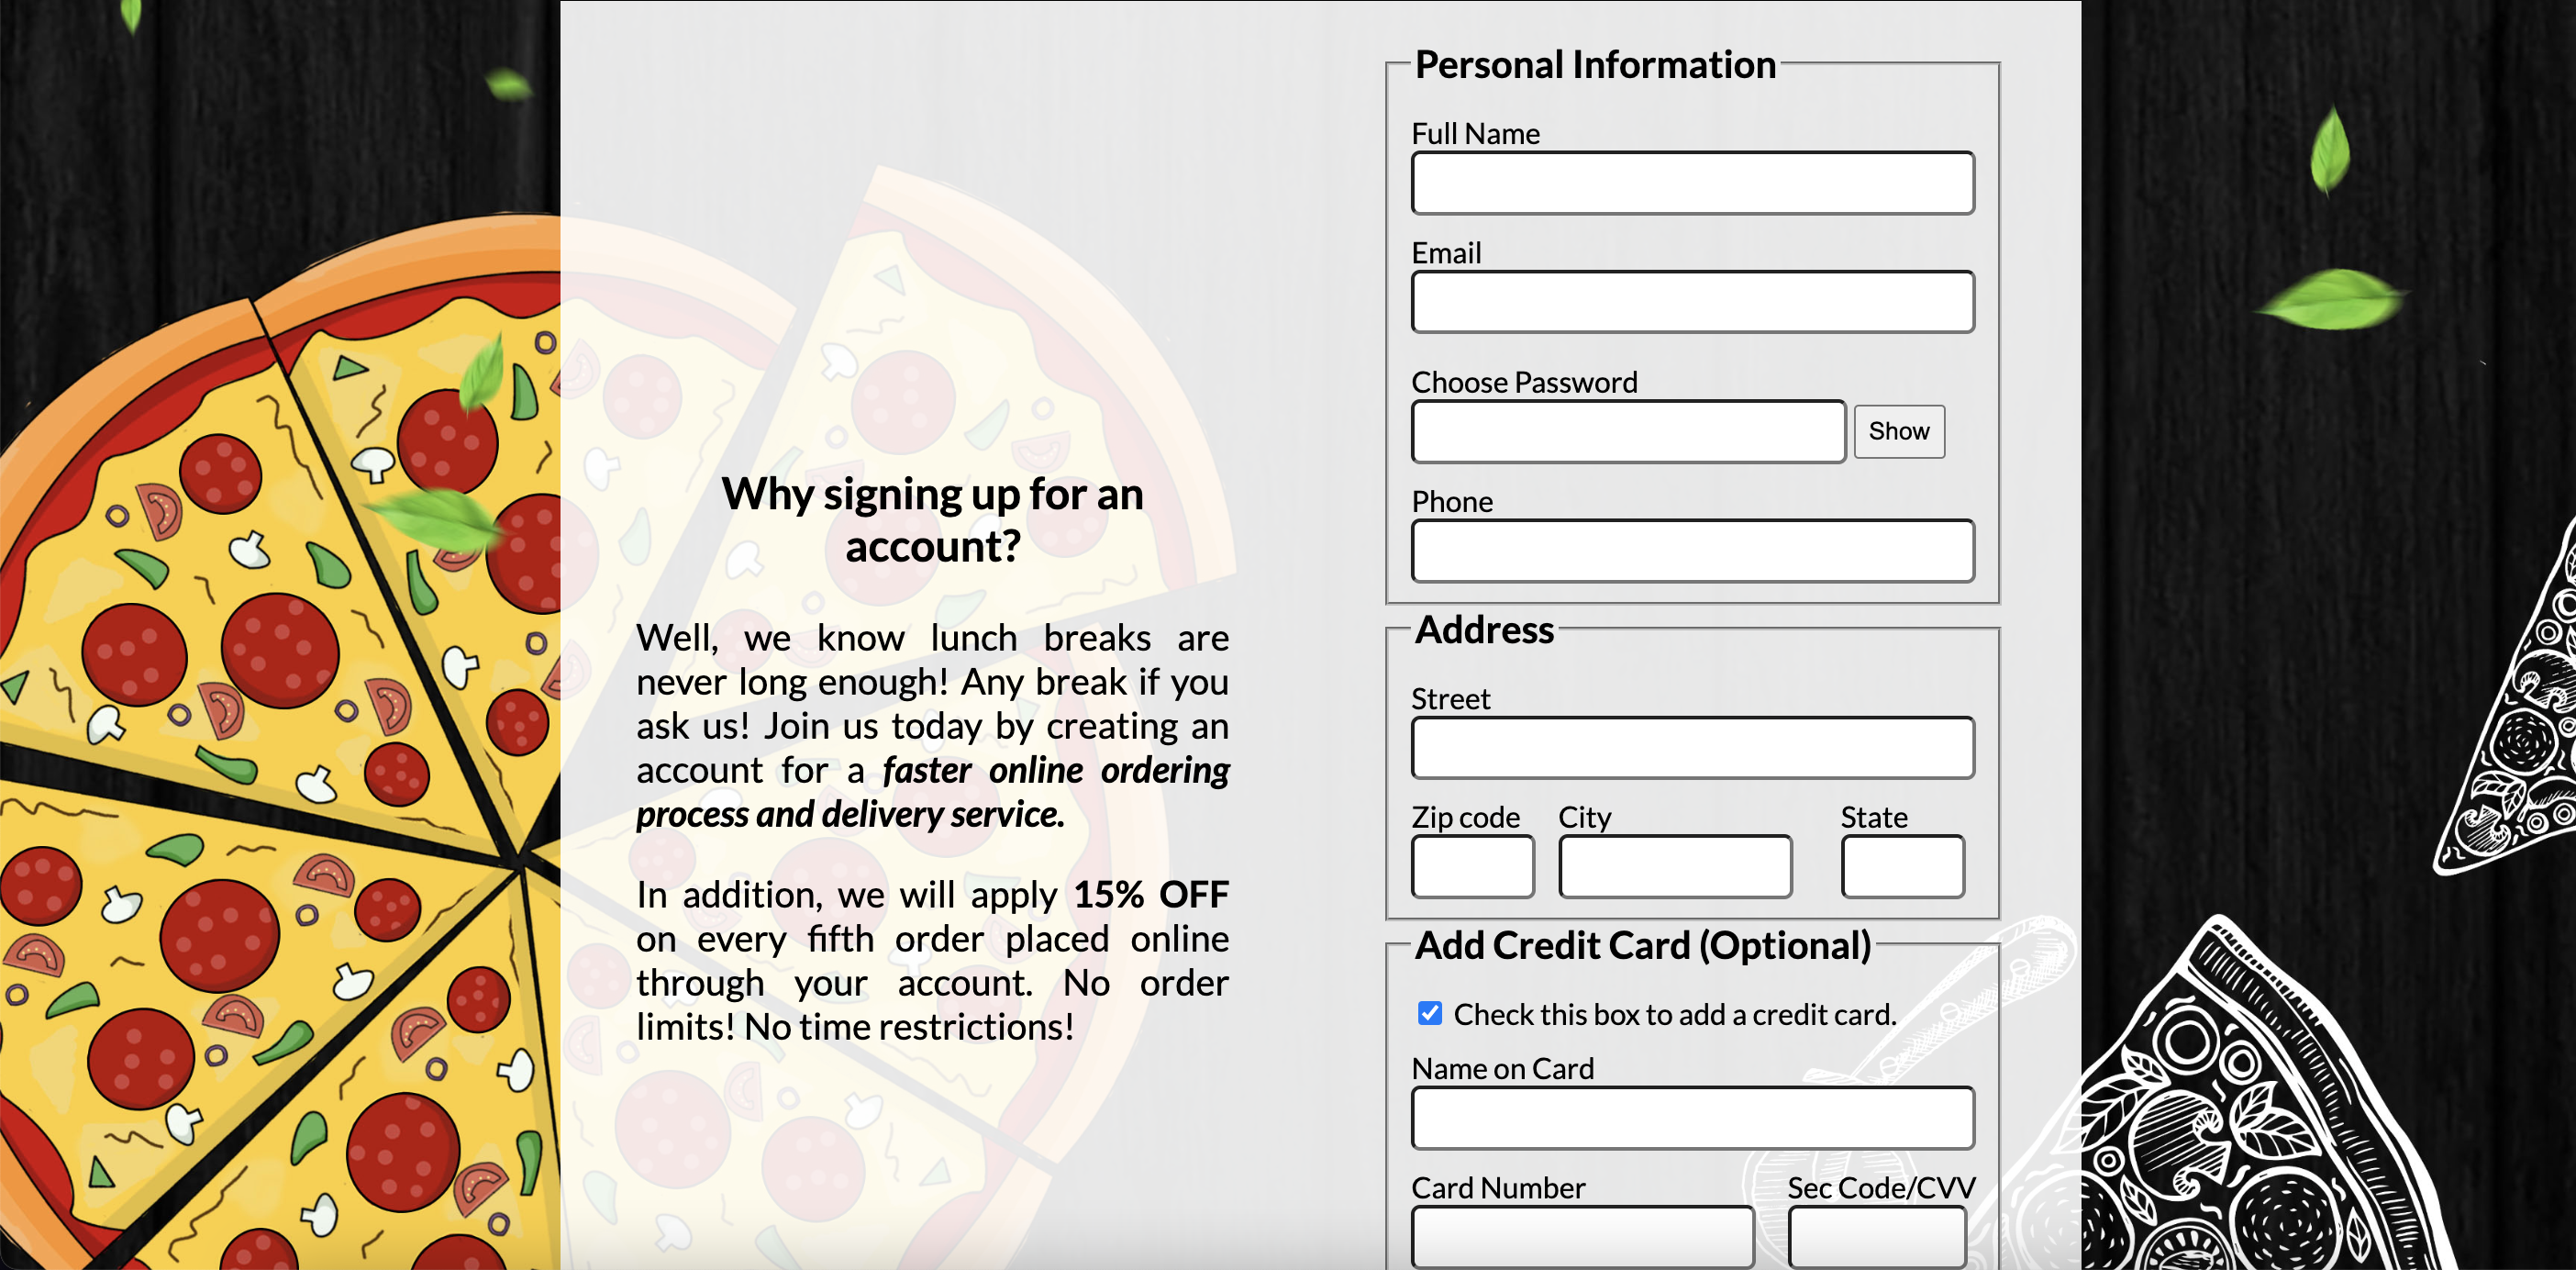 Why signing up for an
account?
Well, we know lunch breaks are
never long enough! Any break if you
ask us! Join us today by creating an
account for a faster online ordering
process and delivery service.
In addition, we will apply 15% OFF
on every fifth order placed online
through your account. No order
limits! No time restrictions!
Personal Information
Full Name
Email
Choose Password
Show
Phone
Address
Street
Zip code City State
Add Credit Card (Optional)
Check this box to add a credit card.
Name on Card
Card Number Sec Code/CVV